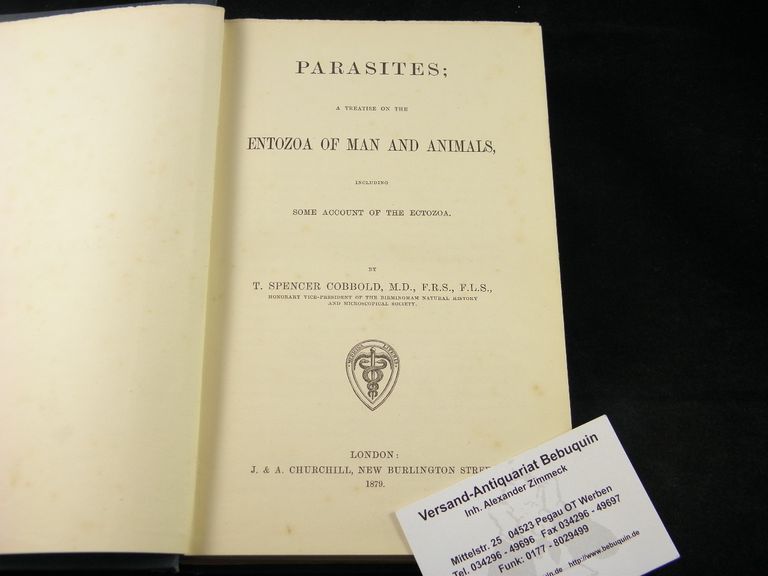 PARASITES;
A TREATISE ON THE
ENTOZOA OF MAN AND ANIMALS,
INCLUDING
SOME ACCOUNT OF THE ECTOZOA.
BY
T. SPENCER COBBOLD, M.D., F.R.S., F.L.S.,
HONORARY VICE-PRESIDENT OF THE BIRMINGHAM NATURAL HISTORY
AND MICROSCOPICAL SOCIETY.
LONDON:
J. & A. CHURCHILL, NEW BURLINGTON STREE
1879.
Versand-Antiquariat Bebuquin
Inh. Alexander Zimmeck
Mittelstr. 25 04523 Pegau OT Werben
Tel. 034296 - 49696 Fax 034296 - 49697
Funk: 0177 - 8029499
uin.de http://www.bebuquin.de